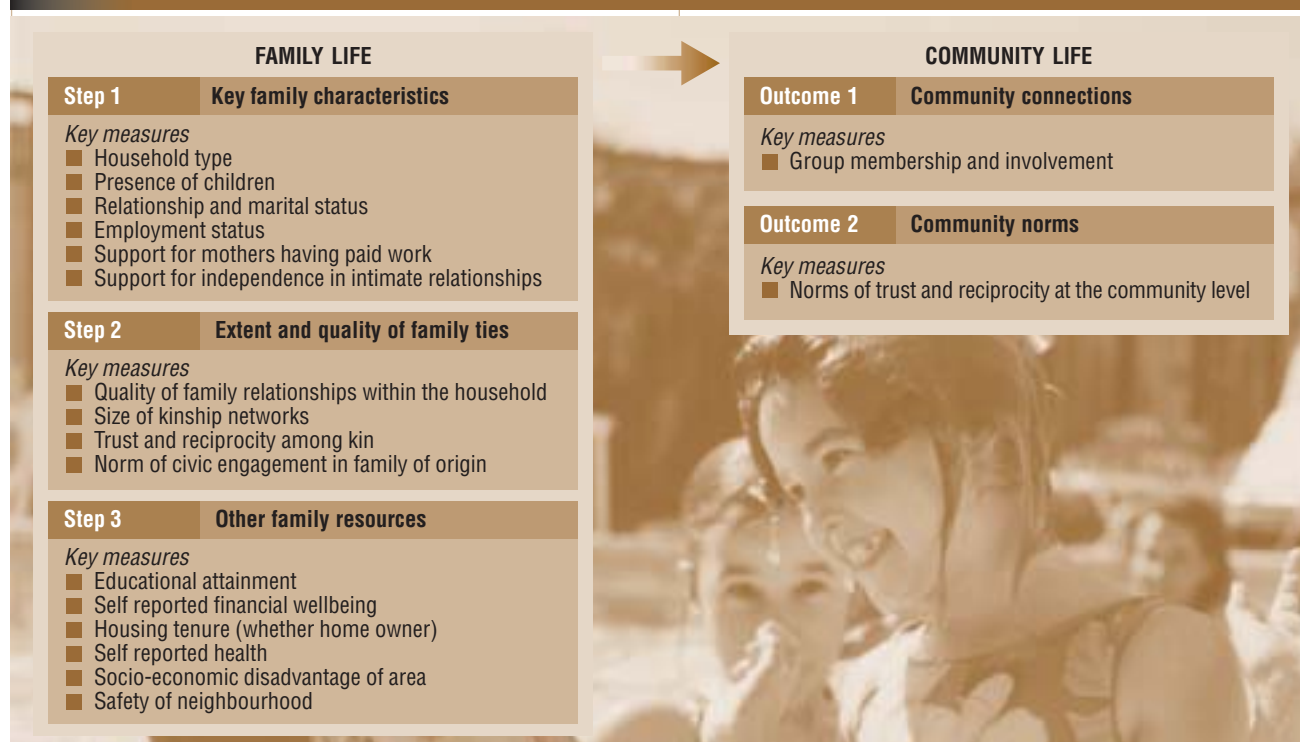 FAMILY LIFE
Step 1 Key family characteristics
Key measures
Household type
Presence of children
Relationship and marital status
Employment status
Support for mothers having paid work
Support for independence in intimate relationships
Step 2 Extent and quality of family ties
Key measures
Quality of family relationships within the household
Size of kinship networks
Trust and reciprocity among kin
Norm of civic engagement in family of origin
Step 3 Other family resources
Key measures
Educational attainment
Self reported financial wellbeing
Housing tenure (whether home owner)
Self reported health
Socio-economic disadvantage of area
Safety of neighbourhood
COMMUNITY LIFE
Outcome 1 Community connections
Key measures
Group membership and involvement
Outcome 2 Community norms
Key measures
Norms of trust and reciprocity at the community level